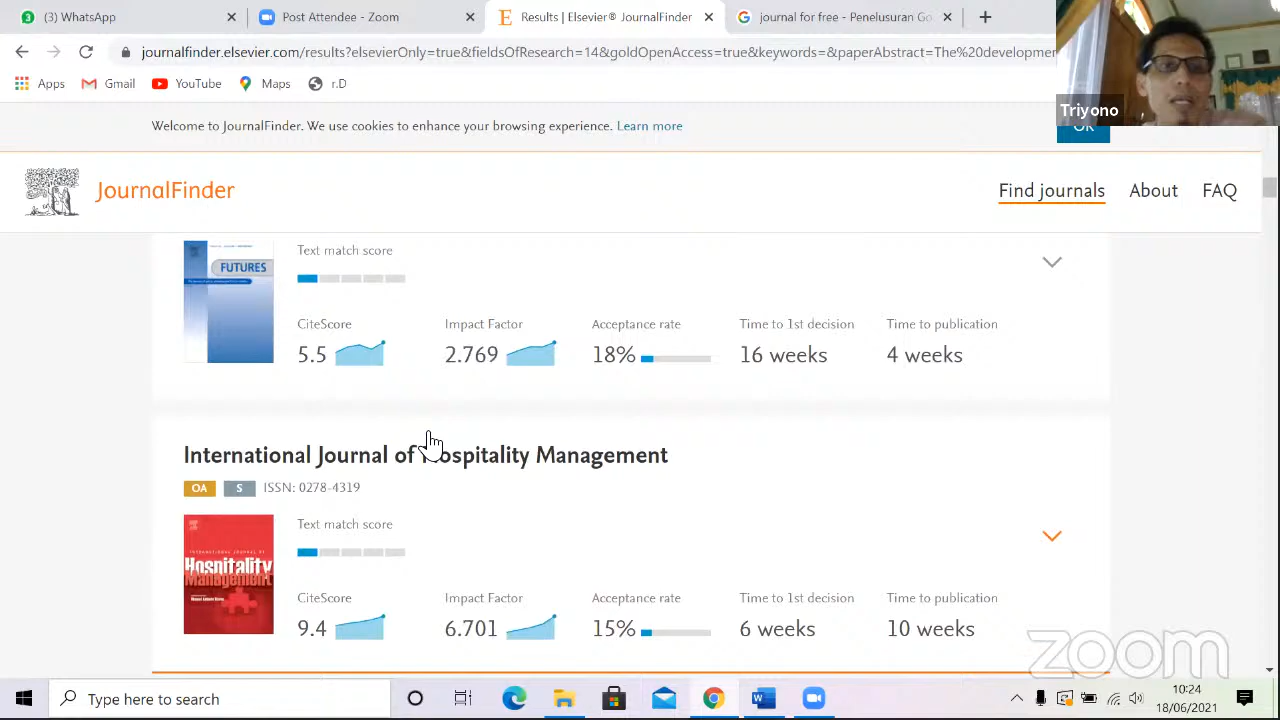 (3) WhatsApp
Post Attendee - Zoom
Results | Elsevier® JournalFinder
journal for free - Penelusuran G
journalfinder.elsevier.com/results?elsevierOnly=true&fieldsOfResearch=14&goldOpenAccess=true&keywords=&paperAbstract=The%20developmen
Apps
Gmail
YouTube
Maps
r.D
Triyono
Welcome to JournalFinder. We use cookies to enhance your browsing experience. Learn more
OK
JournalFinder
Find journals
About
FAQ
FUTURES
Text match score
CiteScore
Impact Factor
Acceptance rate
Time to 1st decision
Time to publication
5.5
2.769
18%
16 weeks
4 weeks
International Journal of Hospitality Management
OA
S
ISSN: 0278-4319
INTERNATIONAL JOURNAL OF
Hospitality
Management
Text match score
CiteScore
Impact Factor
Acceptance rate
Time to 1st decision
Time to publication
9.4
6.701
15%
6 weeks
10 weeks
zoom
Type here to search
10:24
18/06/2021